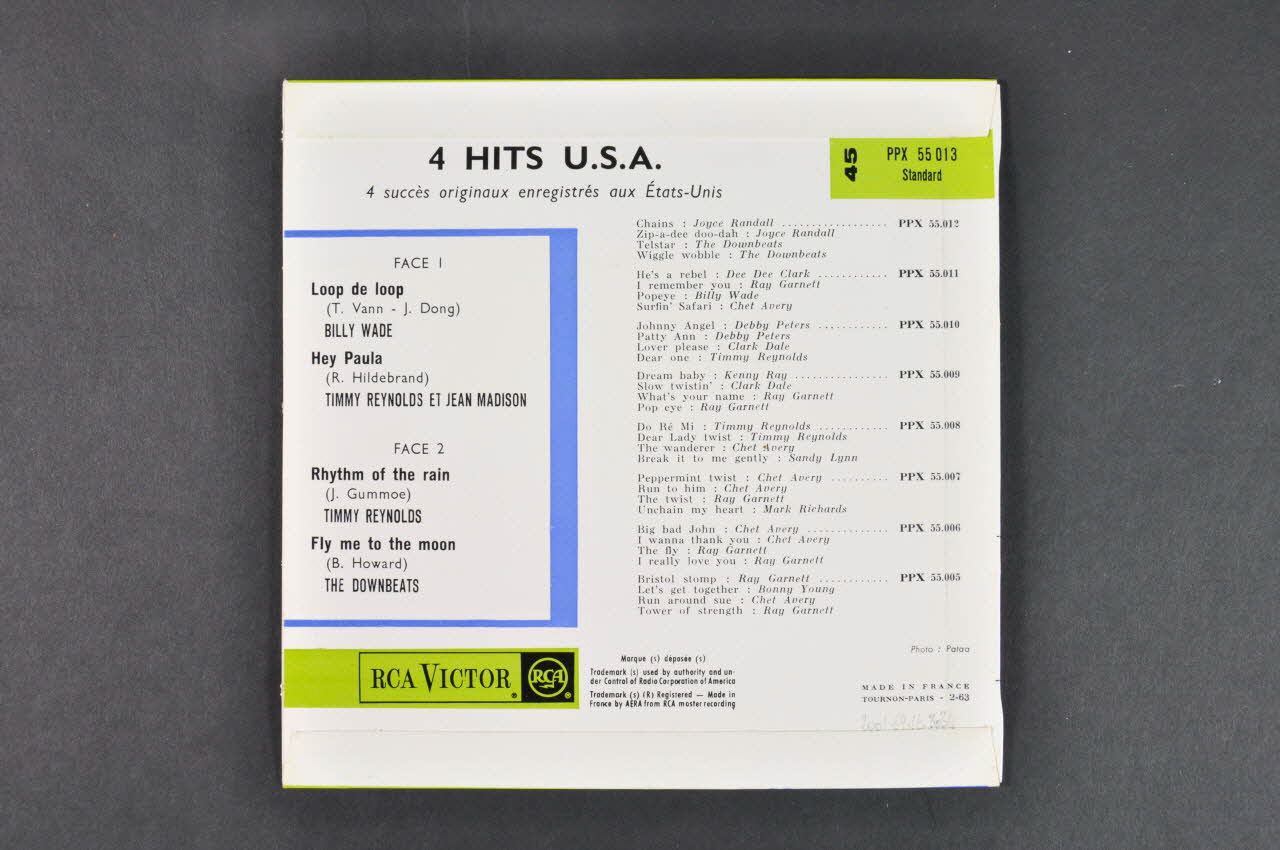 4 HITS U.S.A.
4 succès originaux enregistrés aux États-Unis
45
PPX 55 013
Standard
FACE 1
Loop de loop
(T. Vann - J. Dong)
BILLY WADE
Hey Paula
(R. Hildebrand)
TIMMY REYNOLDS ET JEAN MADISON
FACE 2
Rhythm of the rain
(J. Gummoe)
TIMMY REYNOLDS
Fly me to the moon
(B. Howard)
THE DOWNBEATS
Chains : Joyce Randall .................. PPX 55.012
Zip-a-dee doo-dah : Joyce Randall
Telstar : The Downbeats
Wiggle wobble : The Downbeats
He's a rebel : Dee Dee Clark ............ PPX 55.011
I remember you : Ray Garnett
Popeye : Billy Wade
Surfin' Safari : Chet Avery
Johnny Angel : Debby Peters ............ PPX 55.010
Patty Ann : Debby Peters
Lover please : Clark Dale
Dear one : Timmy Reynolds
Dream baby : Kenny Ray ................ PPX 55.009
Slow twistin' : Clark Dale
What's your name : Ray Garnett
Pop eye : Ray Garnett
Do Ré Mi : Timmy Reynolds ............ PPX 55.008
Dear Lady twist : Timmy Reynolds
The wanderer : Chet Avery
Break it to me gently : Sandy Lynn
Peppermint twist : Chet Avery .......... PPX 55.007
Run to him : Chet Avery
The twist : Ray Garnett
Unchain my heart : Mark Richards
Big bad John : Chet Avery .............. PPX 55.006
I wanna thank you : Chet Avery
The fly : Ray Garnett
I really love you : Ray Garnett
Bristol stomp : Ray Garnett ............ PPX 55.005
Let's get together : Bonny Young
Run around sue : Chet Avery
Tower of strength : Ray Garnett
RCA VICTOR ®
RCA ®
Marque (s) déposée (s)
Trademark (s) used by authority and un-
der Control of Radio Corporation of America
Trademark (s) (R) Registered — Made in
France by AERA from RCA master recording
Photo : Pataa
MADE IN FRANCE
TOURNON-PARIS - 2-63